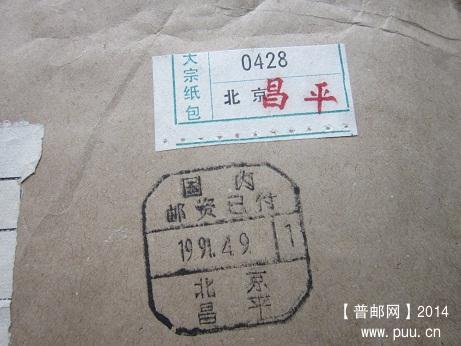 大宗纸包
0428
北京昌平
国内
邮资已付
1991.4.9.
1
北京
昌平
【普邮网】2014
www.puu.cn